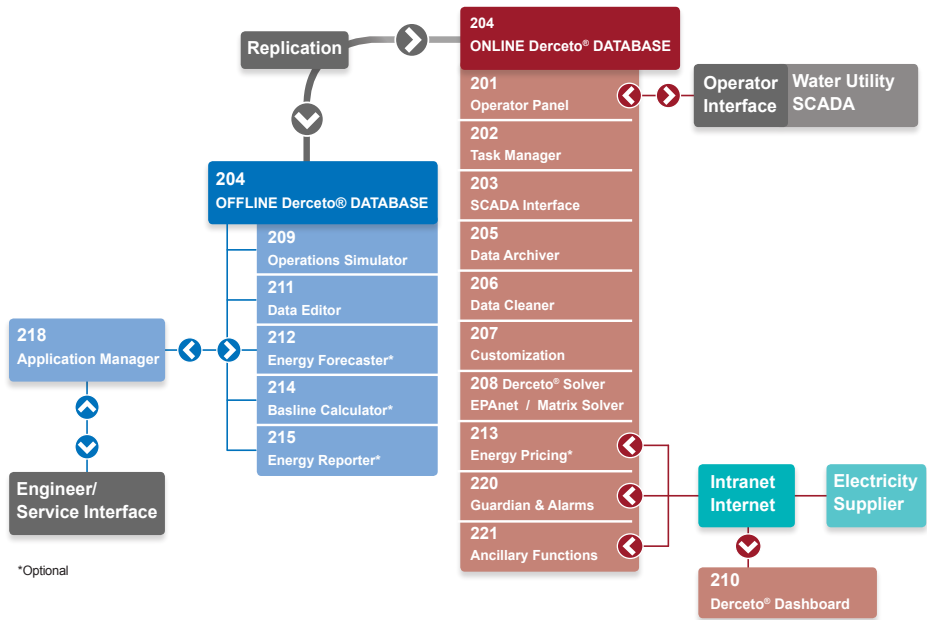 Replication
204
ONLINE Derceto® DATABASE
201
Operator Panel
202
Task Manager
203
SCADA Interface
205
Data Archiver
206
Data Cleaner
207
Customization
208 Derceto® Solver
EPAnet / Matrix Solver
213
Energy Pricing*
220
Guardian & Alarms
221
Ancillary Functions
Operator
Interface
Water Utility
SCADA
204
OFFLINE Derceto® DATABASE
209
Operations Simulator
211
Data Editor
212
Energy Forecaster*
214
Basline Calculator*
215
Energy Reporter*
218
Application Manager
Engineer/
Service Interface
Intranet
Internet
Electricity
Supplier
210
Derceto® Dashboard
*Optional